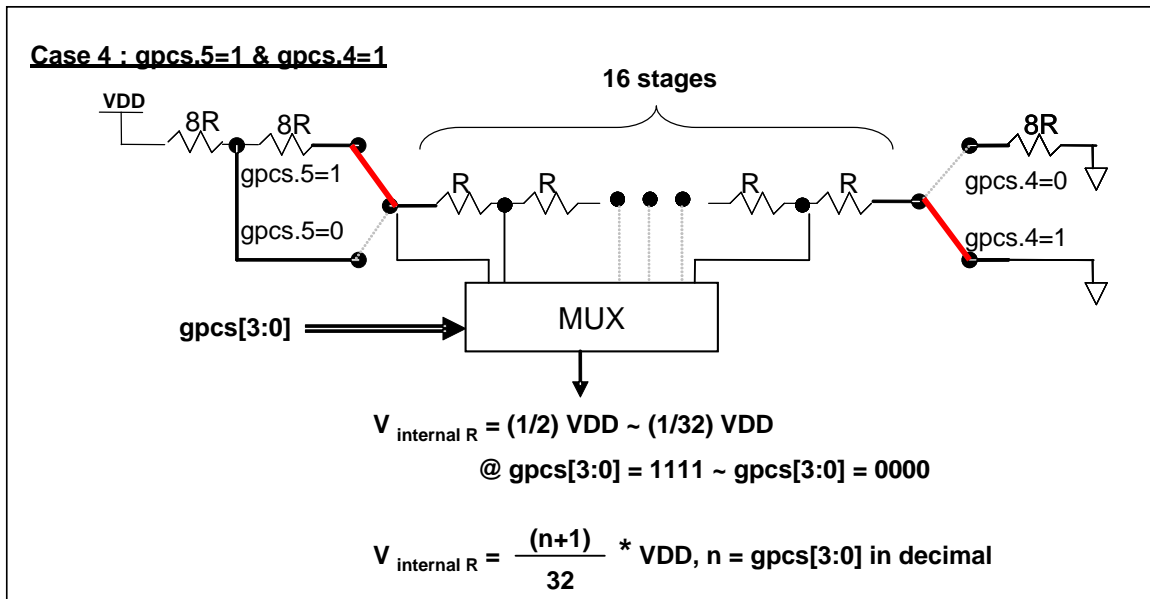 Case 4 : gpcs.5=1 & gpcs.4=1
16 stages
VDD
8R
8R
8R
gpcs.5=1
R
R
R
R
gpcs.4=0
gpcs.5=0
gpcs.4=1
MUX
gpcs[3:0]
V internal R = (1/2) VDD ~ (1/32) VDD
@ gpcs[3:0] = 1111 ~ gpcs[3:0] = 0000
V internal R = (n+1) / 32 * VDD, n = gpcs[3:0] in decimal